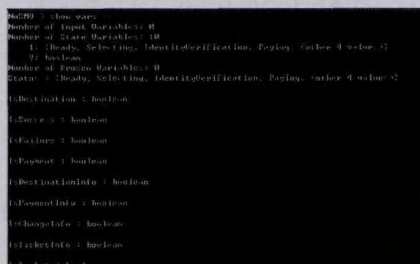 NuSMV > show_vars
Number of Input Variables: 0
Number of State Variables: 10
1: {Ready, Selecting, IdentityVerification, Paying, <other 4 values>}
9: boolean
Number of Frozen Variables: 0
Status : {Ready, Selecting, IdentityVerification, Paying, <other 4 values>}
isDestination : boolean
: boolean
isFailure : boolean
isPayment : boolean
isDestinationInfo : boolean
isPaymentInfo : boolean
isChangeInfo : boolean
isTicketInfo : boolean